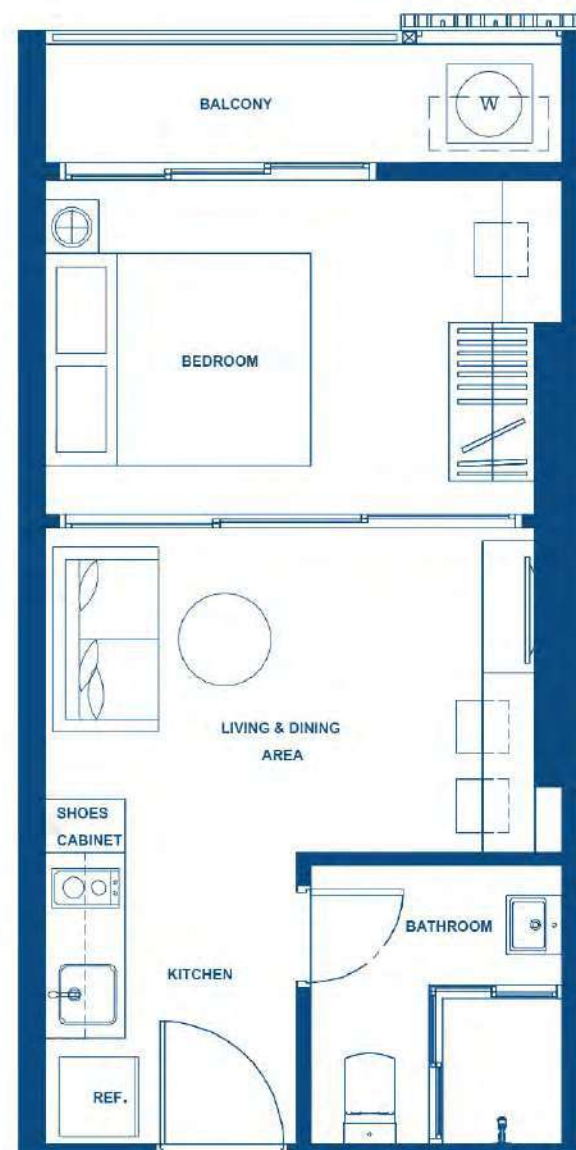 BALCONY
W
BEDROOM
LIVING & DINING
AREA
SHOES
CABINET
BATHROOM
KITCHEN
REF.